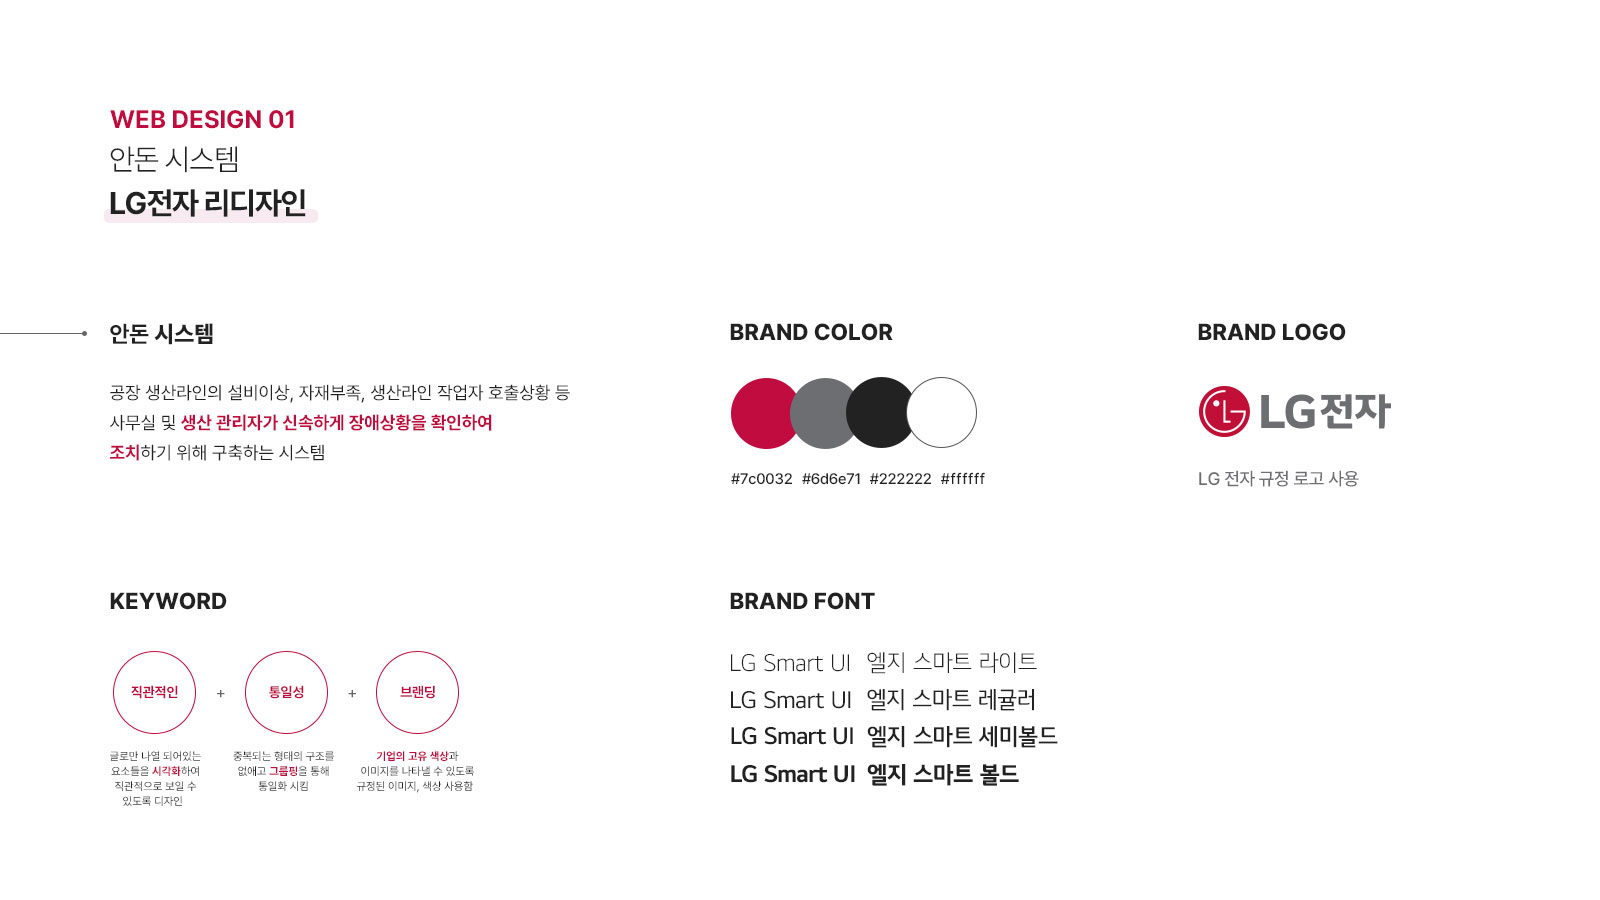 WEB DESIGN 01
안돈 시스템
LG전자 리디자인
안돈 시스템
공장 생산라인의 설비이상, 자재부족, 생산라인 작업자 호출상황 등
사무실 및 생산 관리자가 신속하게 장애상황을 확인하여
조치하기 위해 구축하는 시스템
BRAND COLOR
#7c0032 #6d6e71 #222222 #ffffff
BRAND LOGO
LG전자
LG 전자 규정 로고 사용
KEYWORD
직관적인 + 통일성 + 브랜딩
글로만 나열 되어있는
요소들을 시각화하여
직관적으로 보일 수
있도록 디자인
중복되는 형태의 구조를
없애고 그룹핑을 통해
통일화 시킴
기업의 고유 색상과
이미지를 나타낼 수 있도록
규정된 이미지, 색상 사용함
BRAND FONT
LG Smart UI 엘지 스마트 라이트
LG Smart UI 엘지 스마트 레귤러
LG Smart UI 엘지 스마트 세미볼드
LG Smart UI 엘지 스마트 볼드